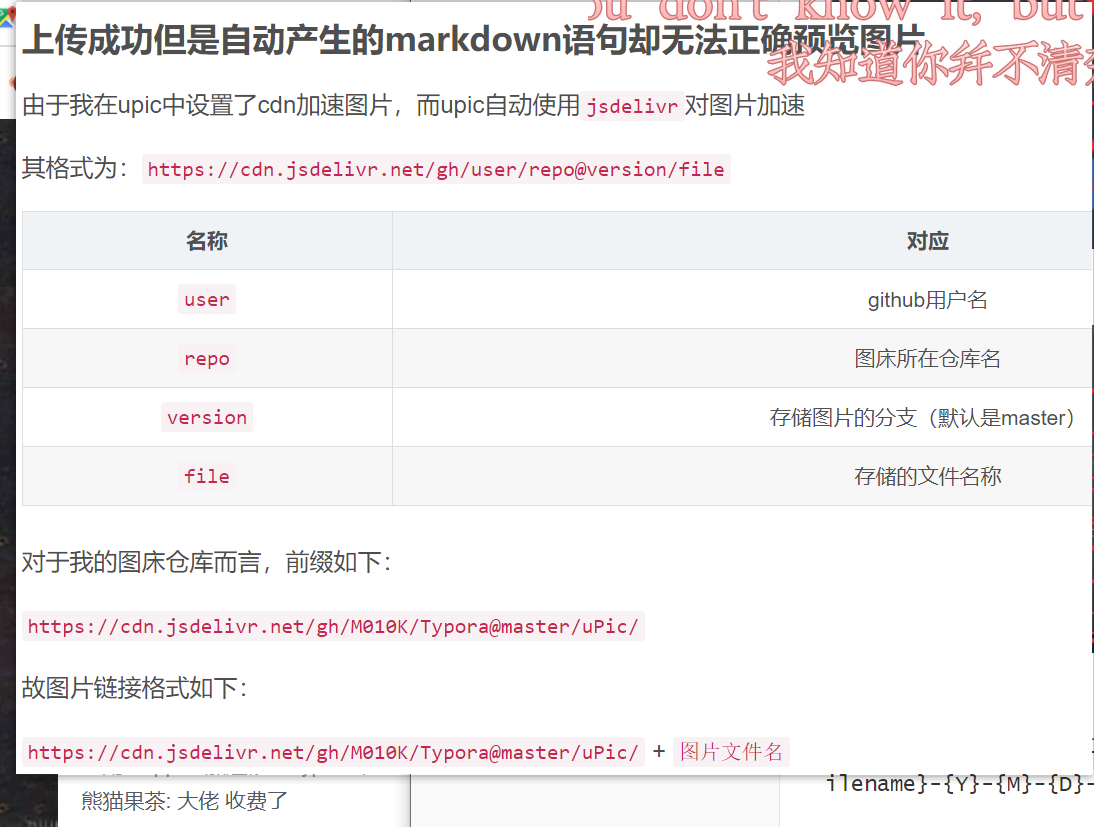 ou don't know it, but
上传成功但是自动产生的markdown语句却无法正确预览图片
我知道你并不清楚
由于我在upic中设置了cdn加速图片，而upic自动使用 jsdelivr 对图片加速
其格式为： https://cdn.jsdelivr.net/gh/user/repo@version/file
名称 对应
user github用户名
repo 图床所在仓库名
version 存储图片的分支（默认是master）
file 存储的文件名称
对于我的图床仓库而言，前缀如下：
https://cdn.jsdelivr.net/gh/M010K/Typora@master/uPic/
故图片链接格式如下：
https://cdn.jsdelivr.net/gh/M010K/Typora@master/uPic/ + 图片文件名
ilename}-{Y}-{M}-{D}-
熊猫果茶: 大佬 收费了